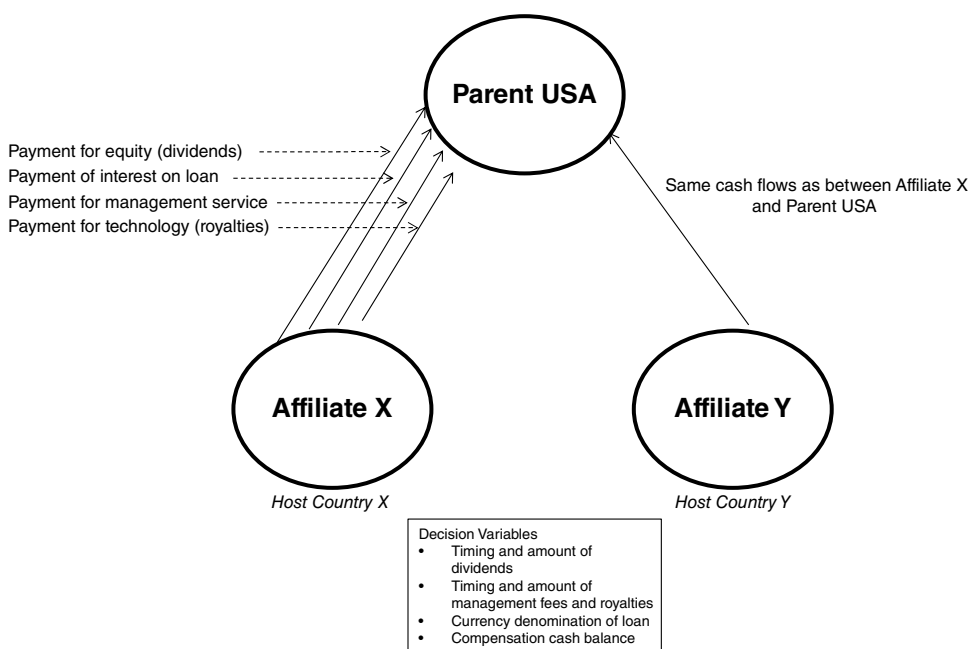 Parent USA
Payment for equity (dividends)
Payment of interest on loan
Payment for management service
Payment for technology (royalties)
Same cash flows as between Affiliate X
and Parent USA
Affiliate X
Affiliate Y
Host Country X
Host Country Y
Decision Variables
• Timing and amount of
dividends
• Timing and amount of
management fees and royalties
• Currency denomination of loan
• Compensation cash balance